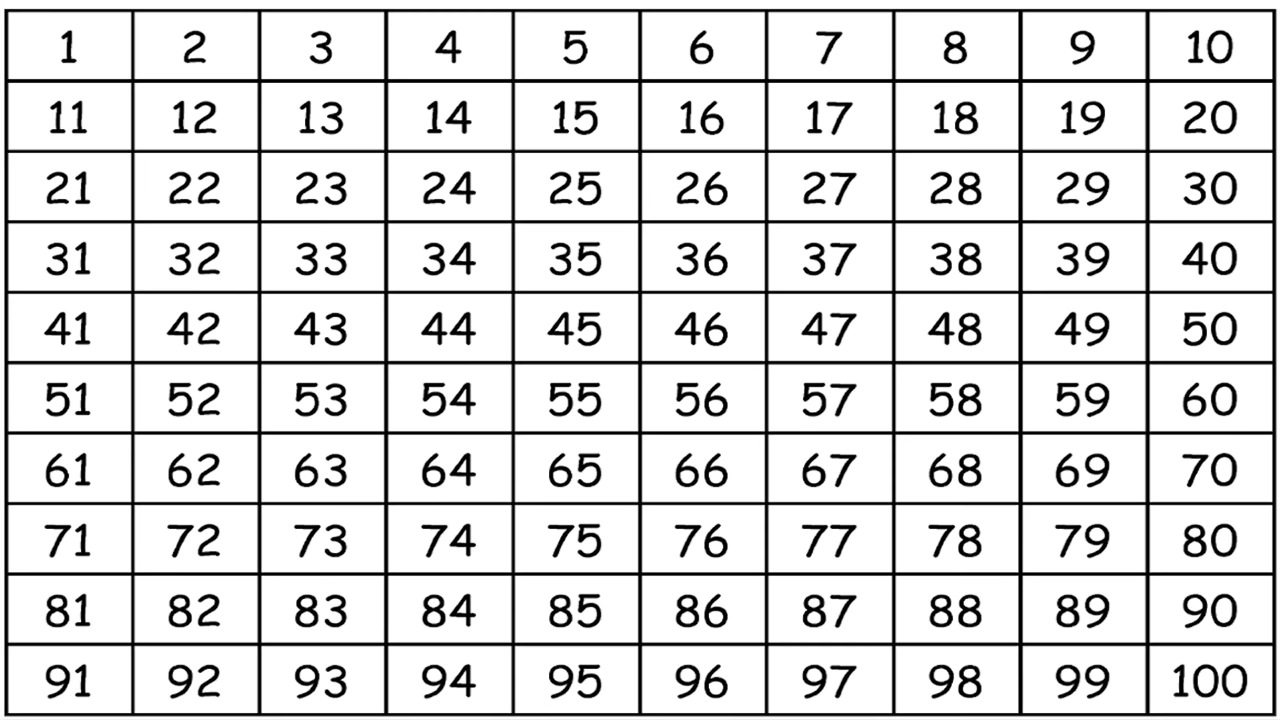 1 2 3 4 5 6 7 8 9 10
11 12 13 14 15 16 17 18 19 20
21 22 23 24 25 26 27 28 29 30
31 32 33 34 35 36 37 38 39 40
41 42 43 44 45 46 47 48 49 50
51 52 53 54 55 56 57 58 59 60
61 62 63 64 65 66 67 68 69 70
71 72 73 74 75 76 77 78 79 80
81 82 83 84 85 86 87 88 89 90
91 92 93 94 95 96 97 98 99 100